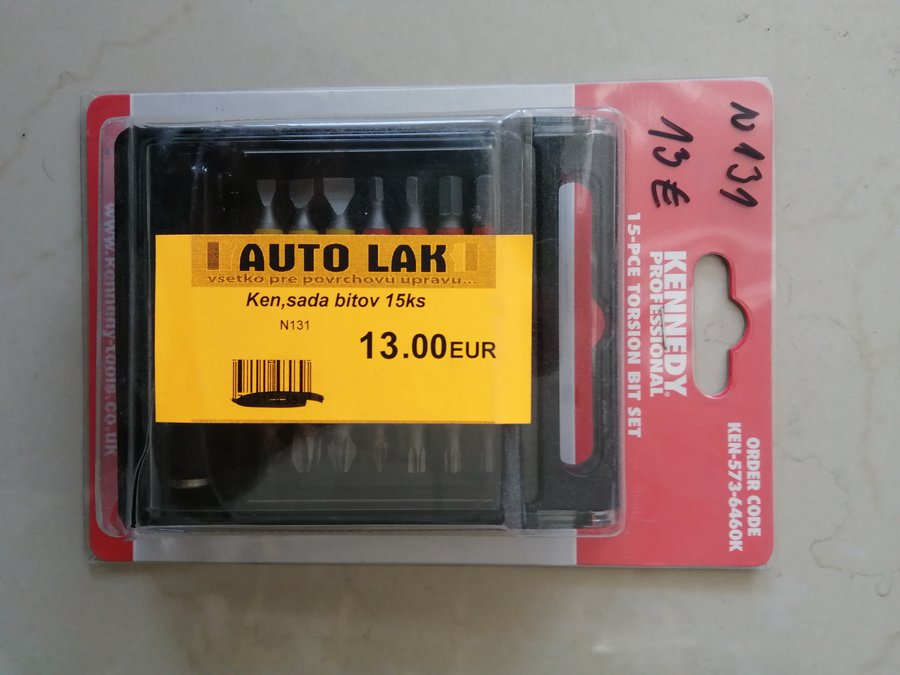 AUTO LAK
všetko pre povrchovú úpravu...
Ken,sada bitov 15ks
N131
13.00EUR
N131
13 €
KENNEDY
PROFESSIONAL
15-PCE TORSION BIT SET
ORDER CODE
KEN-573-6460K
www.kennedy-tools.co.uk